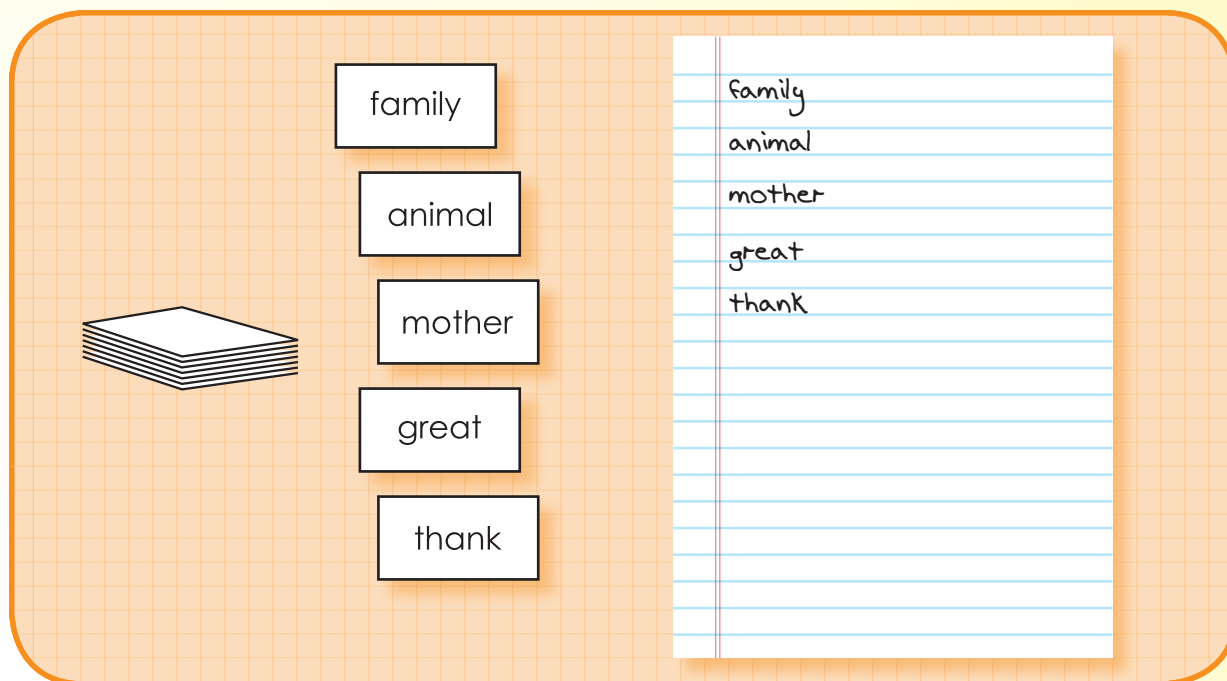 family
animal
mother
great
thank
family
animal
mother
great
thank